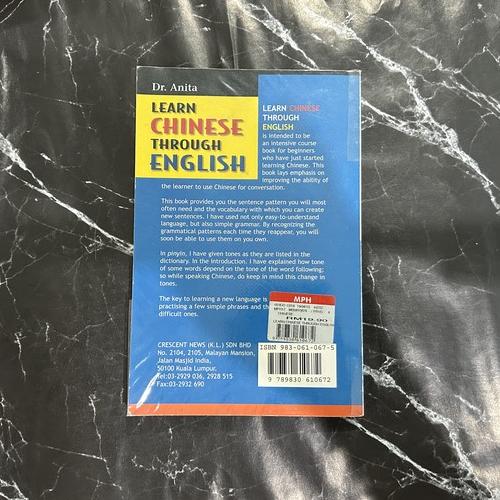 Dr. Anita
LEARN
CHINESE
THROUGH
ENGLISH
LEARN CHINESE
THROUGH
ENGLISH
is intended to be
an intensive course
book for beginners
who have just started
learning Chinese. This
book lays emphasis on
improving the ability of
the learner to use Chinese for conversation.
This book provides you the sentence pattern you will most
often need and the vocabulary with which you can create
new sentences. I have used not only easy-to-understand
language, but also simple grammar. By recognizing the
grammatical patterns each time they reappear, you will
soon be able to use them on you own.
In pinyin, I have given tones as they are listed in the
dictionary. In the introduction, I have explained how tone
of some words depend on the tone of the word following;
so while speaking Chinese, do keep in mind this change in
tones.
The key to learning a new language is
practising a few simple phrases and th
difficult ones.
MPH
RM19.90
LEARN CHINESE THROUGH ENGLISH
CRESCENT NEWS (K.L.) SDN BHD
No. 2104, 2105, Malayan Mansion,
Jalan Masjid India,
50100 Kuala Lumpur.
Tel:03-2929 036, 2928 515
Fax:03-2932 690
ISBN 983-061-067-5
9 789830 610672